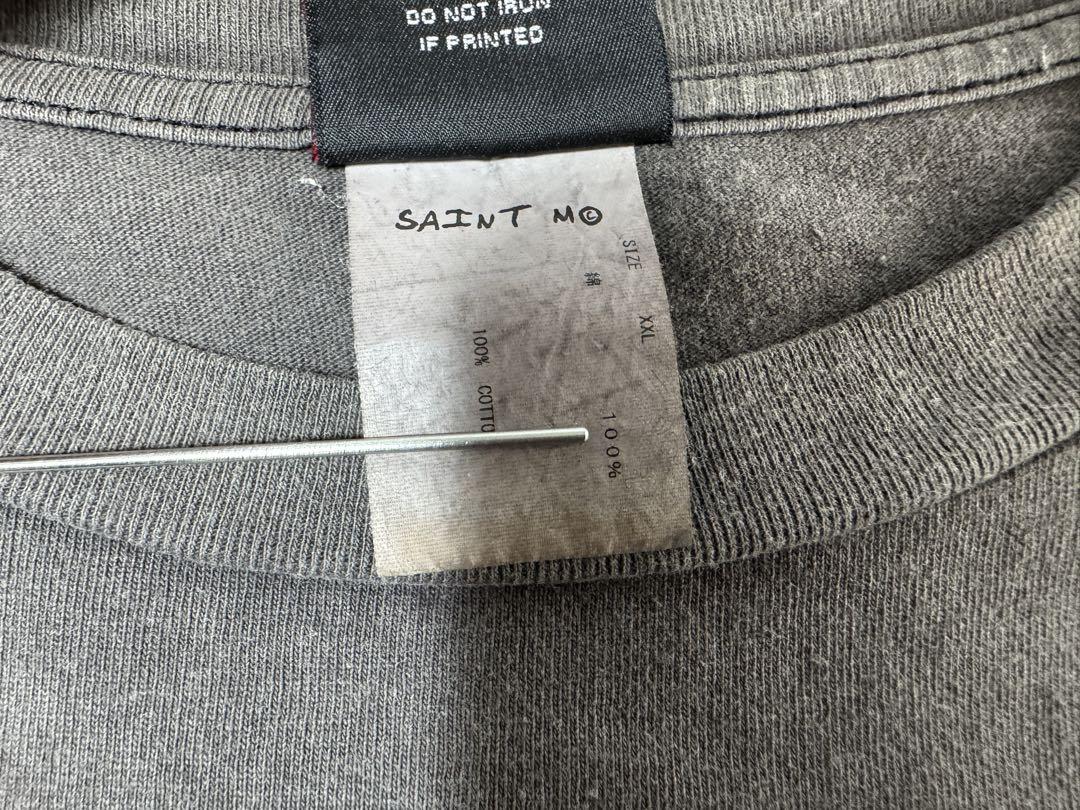 DO NOT IRON
IF PRINTED
SAINT M©
SIZE XXL
綿 100%
100% COTTO